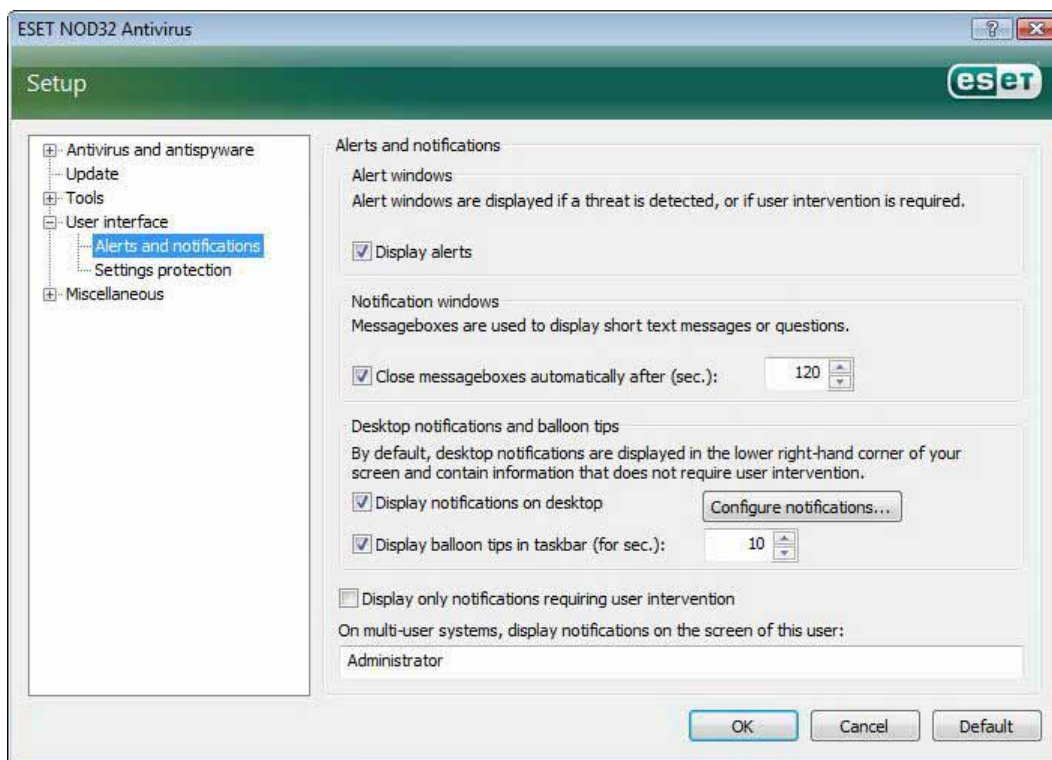 ESET NOD32 Antivirus
Setup
eseT
Antivirus and antispyware
Update
Tools
User interface
Alerts and notifications
Settings protection
Miscellaneous
Alerts and notifications
Alert windows
Alert windows are displayed if a threat is detected, or if user intervention is required.
Display alerts
Notification windows
Messageboxes are used to display short text messages or questions.
Close messageboxes automatically after (sec.): 120
Desktop notifications and balloon tips
By default, desktop notifications are displayed in the lower right-hand corner of your
screen and contain information that does not require user intervention.
Display notifications on desktop Configure notifications...
Display balloon tips in taskbar (for sec.): 10
Display only notifications requiring user intervention
On multi-user systems, display notifications on the screen of this user:
Administrator
OK Cancel Default